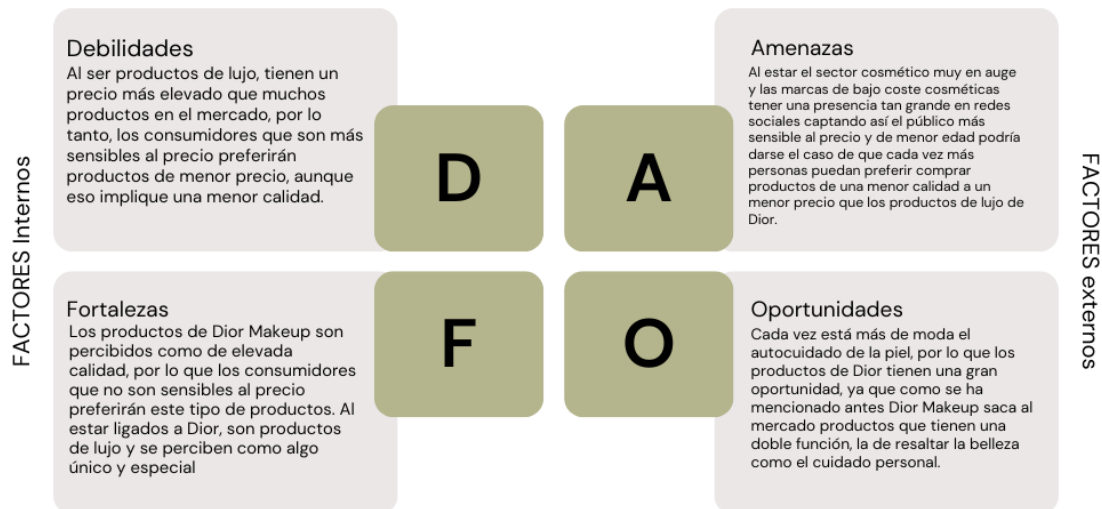 FACTORES Internos
Debilidades
Al ser productos de lujo, tienen un
precio más elevado que muchos
productos en el mercado, por lo
tanto, los consumidores que son más
sensibles al precio preferirán
productos de menor precio, aunque
eso implique una menor calidad.
D
A
Amenazas
Al estar el sector cosmético muy en auge
y las marcas de bajo coste cosméticas
tener una presencia tan grande en redes
sociales captando así el público más
sensible al precio y de menor edad podría
darse el caso de que cada vez más
personas puedan preferir comprar
productos de una menor calidad a un
menor precio que los productos de lujo de
Dior.
FACTORES externos
Fortalezas
Los productos de Dior Makeup son
percibidos como de elevada
calidad, por lo que los consumidores
que no son sensibles al precio
preferirán este tipo de productos. Al
estar ligados a Dior, son productos
de lujo y se perciben como algo
único y especial
F
O
Oportunidades
Cada vez está más de moda el
autocuidado de la piel, por lo que los
productos de Dior tienen una gran
oportunidad, ya que como se ha
mencionado antes Dior Makeup saca al
mercado productos que tienen una
doble función, la de resaltar la belleza
como el cuidado personal.